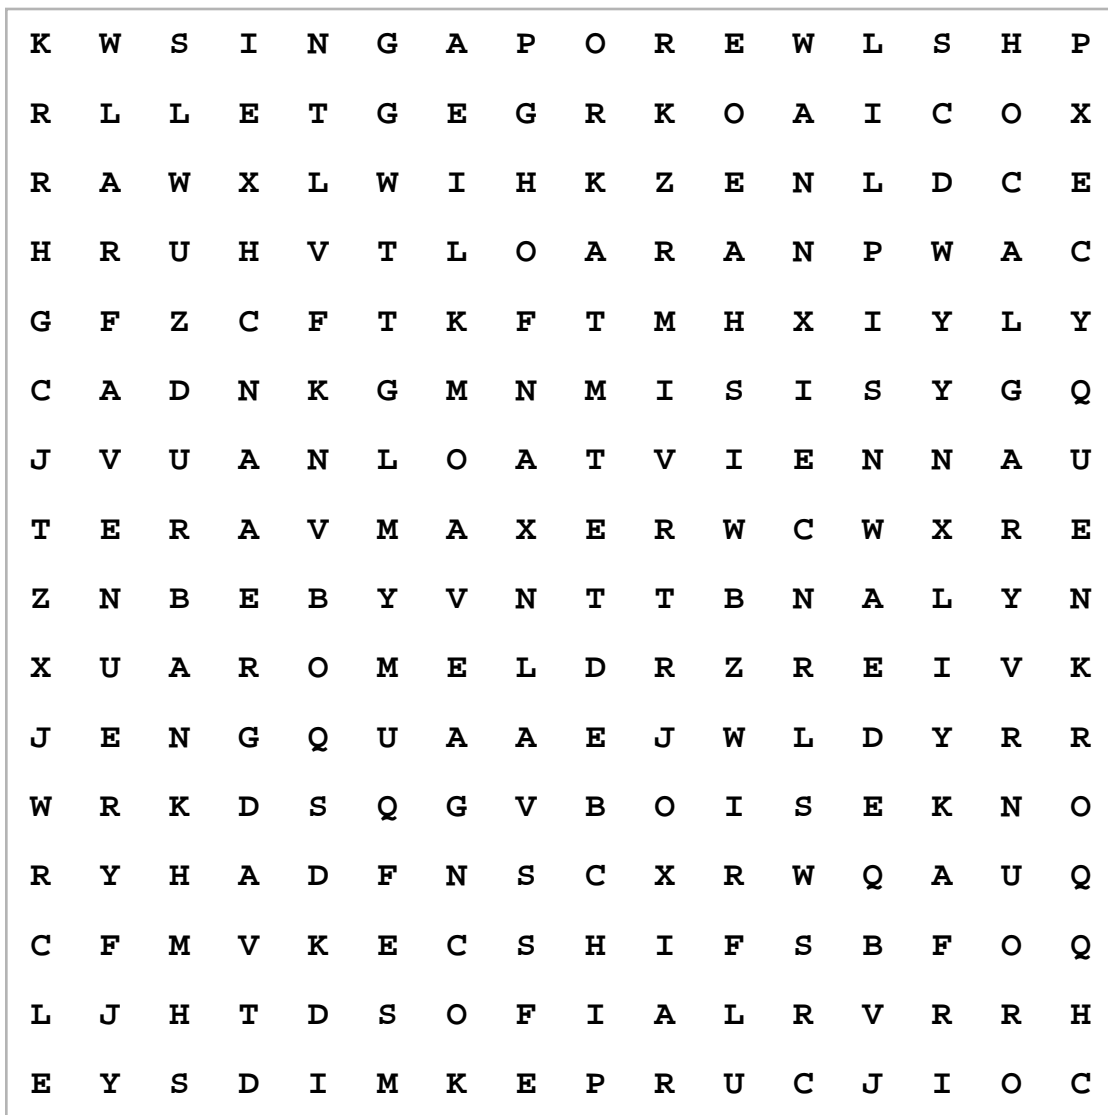 K W S I N G A P O R E W L S H P
R L L E T G E G R K O A I C O X
R A W X L W I H K Z E N L D C E
H R U H V T L O A R A N P W A C
G F Z C F T K F T M H X I Y L Y
C A D N K G M N M I S I S Y G Q
J V U A N L O A T V I E N N A U
T E R A V M A X E R W C W X R E
Z N B E B Y V N T T B N A L Y N
X U A R O M E L D R Z R E I V K
J E N G Q U A A E J W L D Y R R
W R K D S Q G V B O I S E K N O
R Y H A D F N S C X R W Q A U Q
C F M V K E C S H I F S B F O Q
L J H T D S O F I A L R V R R H
E Y S D I M K E P R U C J I O C